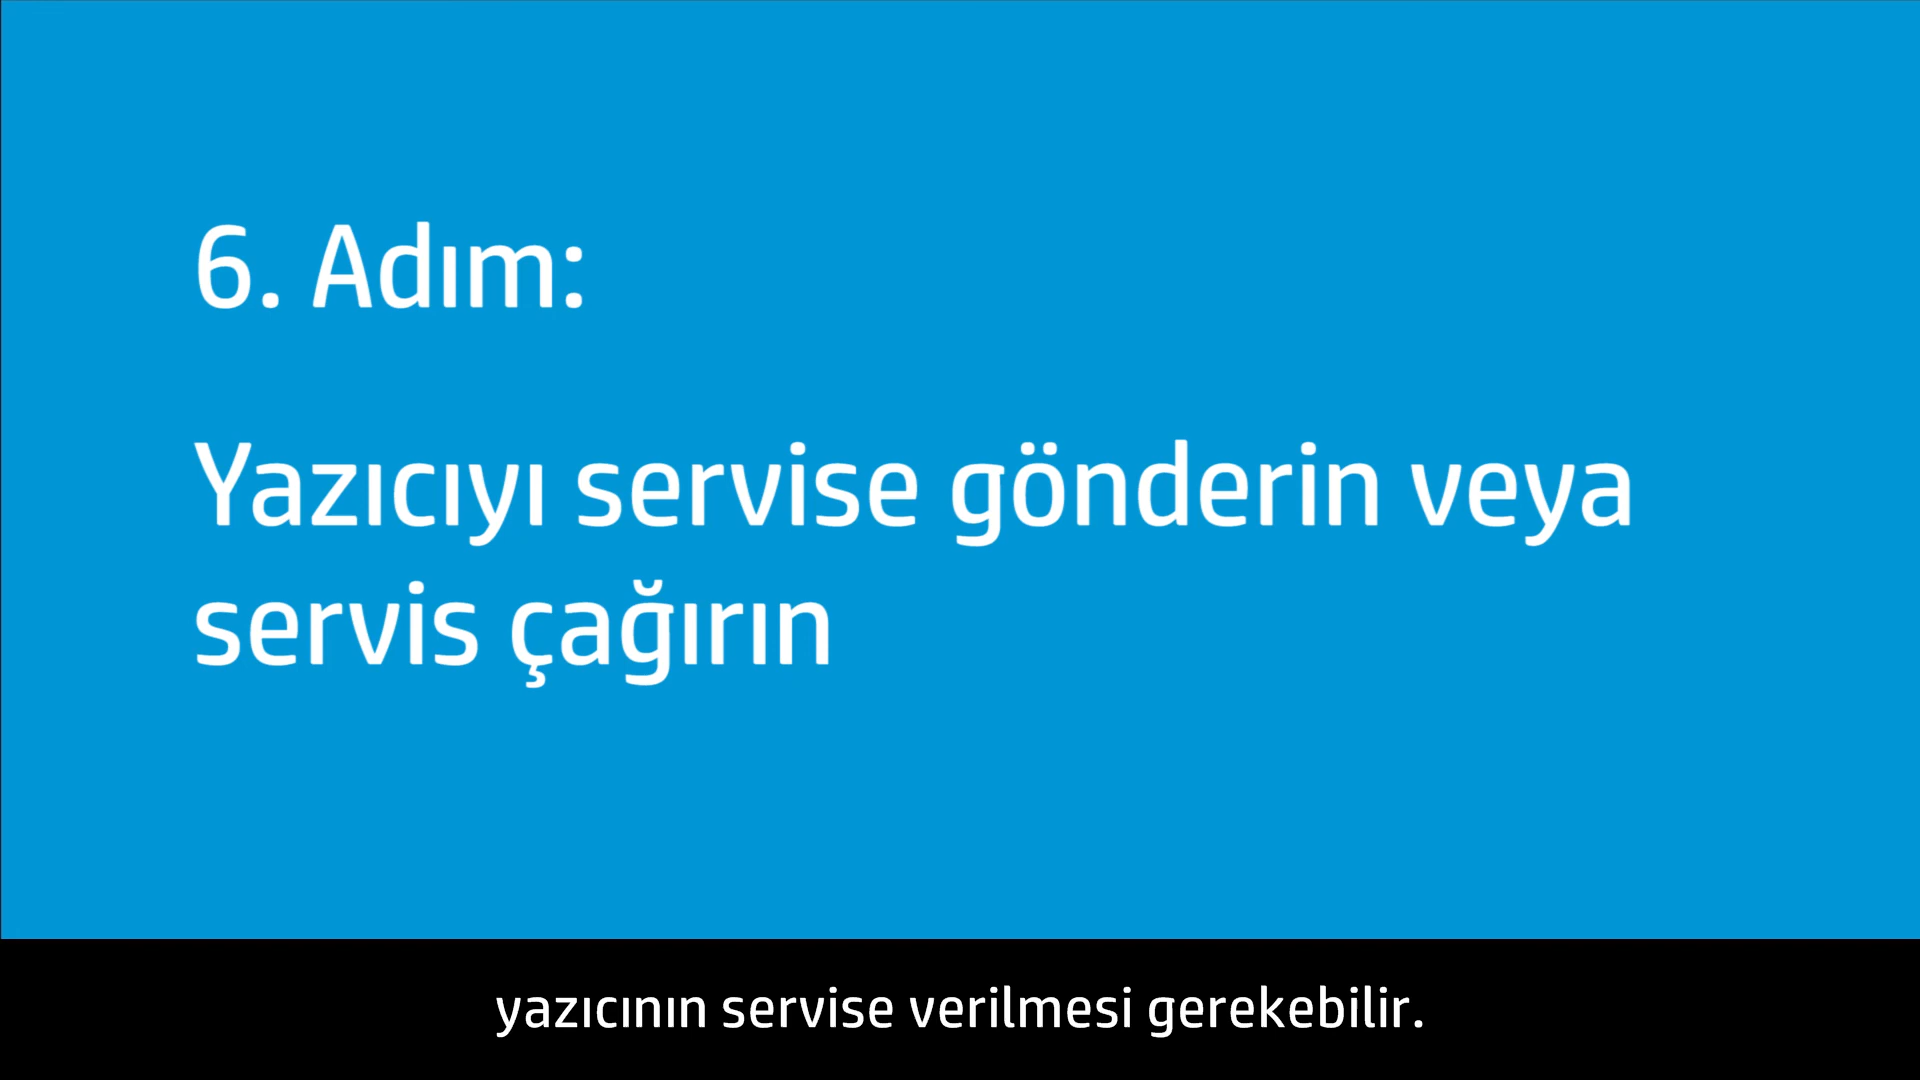 6. Adım:
Yazıcıyı servise gönderin veya
servis çağırın
yazıcının servise verilmesi gerekebilir.